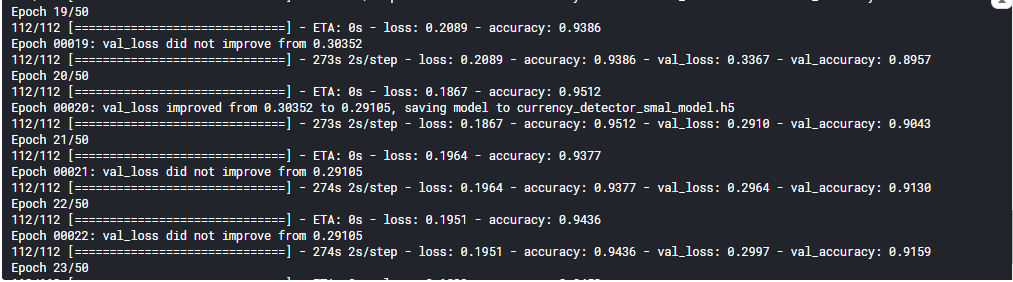 Epoch 19/50
112/112 [==============================] - ETA: 0s - loss: 0.2089 - accuracy: 0.9386
Epoch 00019: val_loss did not improve from 0.30352
112/112 [==============================] - 273s 2s/step - loss: 0.2089 - accuracy: 0.9386 - val_loss: 0.3367 - val_accuracy: 0.8957
Epoch 20/50
112/112 [==============================] - ETA: 0s - loss: 0.1867 - accuracy: 0.9512
Epoch 00020: val_loss improved from 0.30352 to 0.29105, saving model to currency_detector_smal_model.h5
112/112 [==============================] - 273s 2s/step - loss: 0.1867 - accuracy: 0.9512 - val_loss: 0.2910 - val_accuracy: 0.9043
Epoch 21/50
112/112 [==============================] - ETA: 0s - loss: 0.1964 - accuracy: 0.9377
Epoch 00021: val_loss did not improve from 0.29105
112/112 [==============================] - 274s 2s/step - loss: 0.1964 - accuracy: 0.9377 - val_loss: 0.2964 - val_accuracy: 0.9130
Epoch 22/50
112/112 [==============================] - ETA: 0s - loss: 0.1951 - accuracy: 0.9436
Epoch 00022: val_loss did not improve from 0.29105
112/112 [==============================] - 274s 2s/step - loss: 0.1951 - accuracy: 0.9436 - val_loss: 0.2997 - val_accuracy: 0.9159
Epoch 23/50